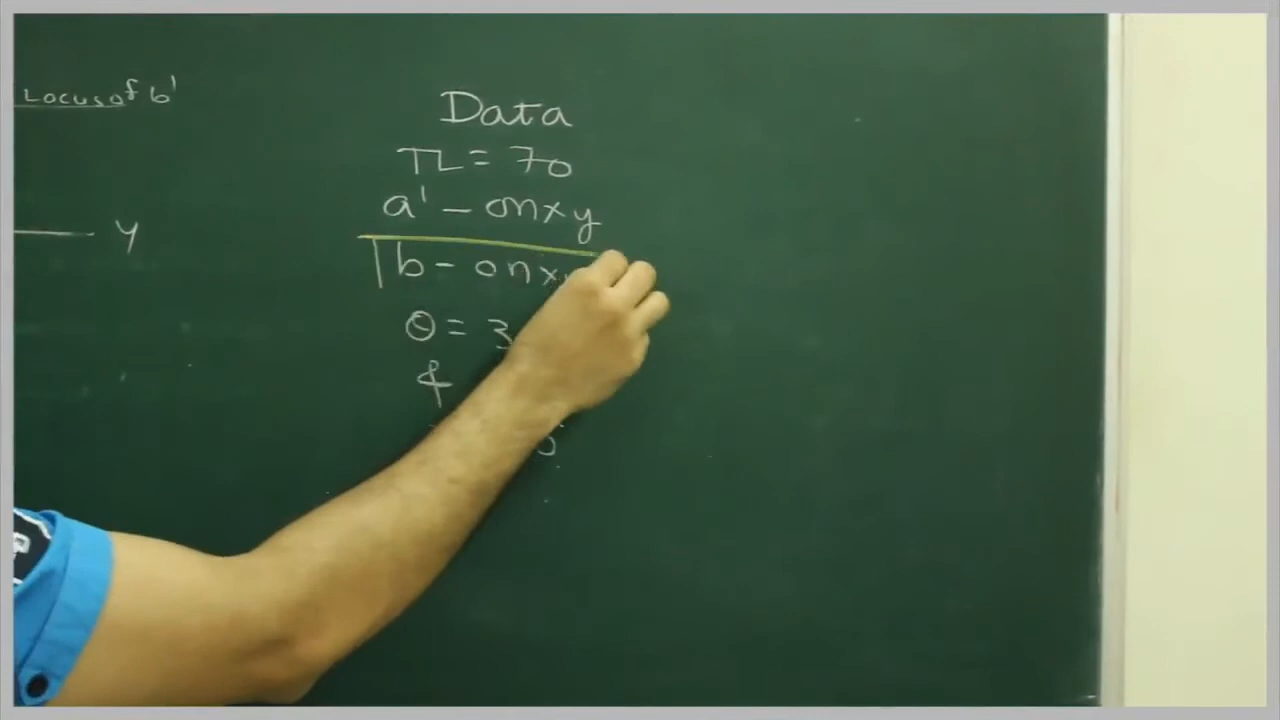 Locus of b'
Data
TL = 70
a' - on xy
y
b - on x
θ = 3